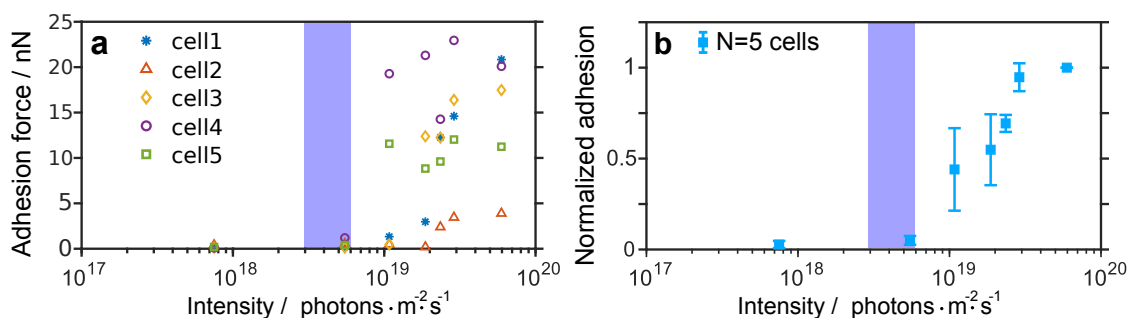 a
cell1
cell2
cell3
cell4
cell5
Adhesion force / nN
25
20
15
10
5
0
10^17
10^18
10^19
10^20
Intensity / photons·m^-2·s^-1
b
N=5 cells
Normalized adhesion
1
0.5
0
10^17
10^18
10^19
10^20
Intensity / photons·m^-2·s^-1